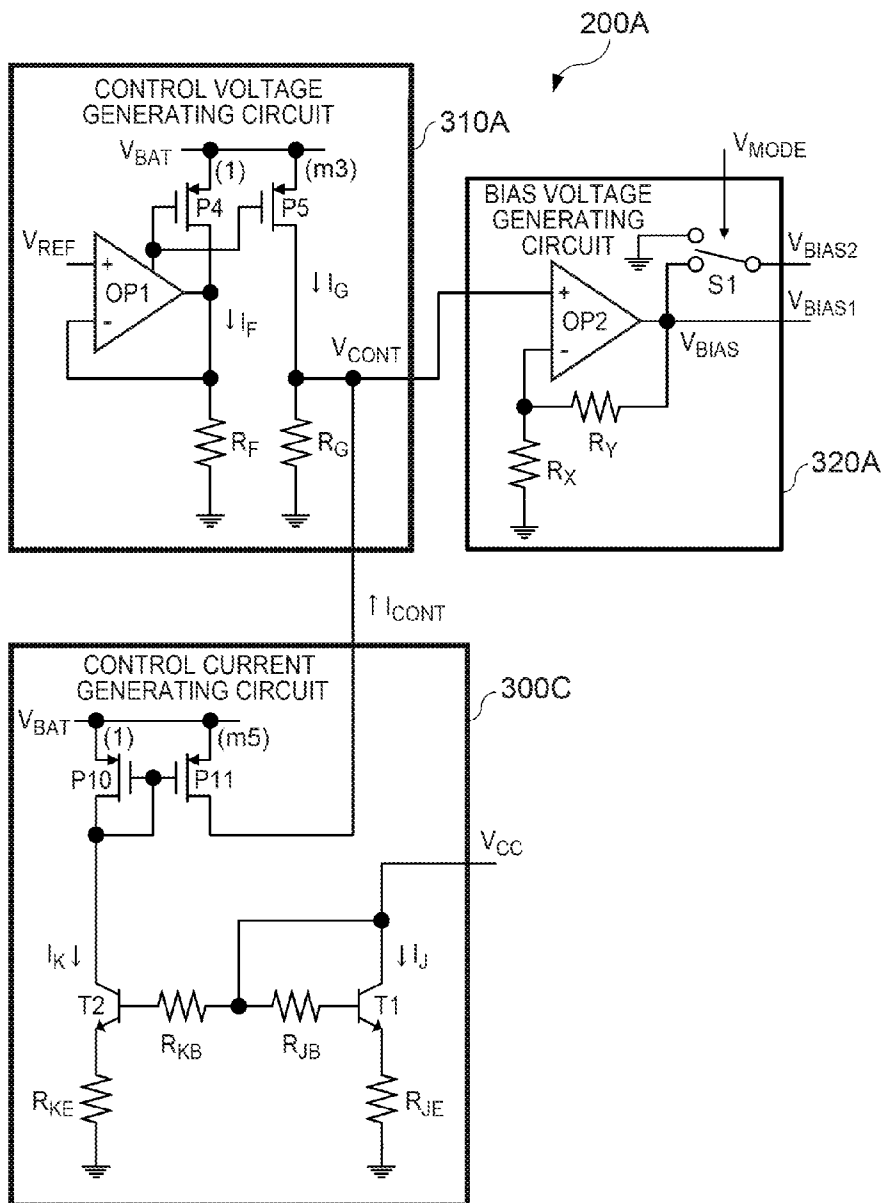 200A
CONTROL VOLTAGE
GENERATING CIRCUIT
310A
V_BAT
(1)
(m3)
P4
P5
V_REF
+
OP1
-
↓ I_F
↓ I_G
V_CONT
R_F
R_G
V_MODE
BIAS VOLTAGE
GENERATING
CIRCUIT
V_BIAS2
S1
+
OP2
-
V_BIAS1
V_BIAS
R_Y
R_X
320A
↑ I_CONT
CONTROL CURRENT
GENERATING CIRCUIT
300C
V_BAT
(1)
(m5)
P10
P11
V_CC
I_K ↓
↓ I_J
T2
T1
R_KB
R_JB
R_KE
R_JE